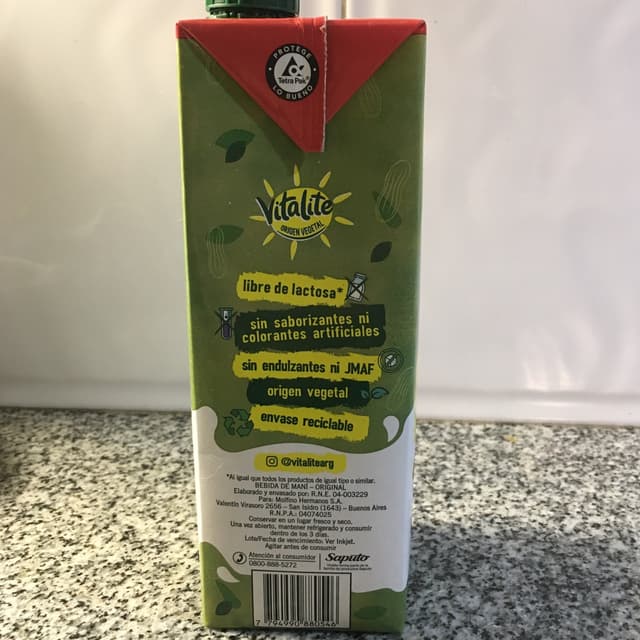 PROTEGE
Tetra Pak®
LO BUENO
Vitalite
ORIGEN VEGETAL
libre de lactosa*
sin saborizantes ni
colorantes artificiales
sin endulzantes ni JMAF
origen vegetal
envase reciclable
@vitalitearg
*Al igual que todos los productos de igual tipo o similar.
BEBIDA DE MANÍ – ORIGINAL
Elaborado y envasado por: R.N.E. 04-003229
Para: Molfino Hermanos S.A.
Valentín Virasoro 2656 – San Isidro (1643) – Buenos Aires
R.N.P.A.: 04074025
Conservar en un lugar fresco y seco.
Una vez abierto, mantener refrigerado y consumir
dentro de los 3 días.
Lote/Fecha de vencimiento: Ver Inkjet.
Agitar antes de consumir
Atención al consumidor
0800-888-5272
Saputo
7 794990 880546